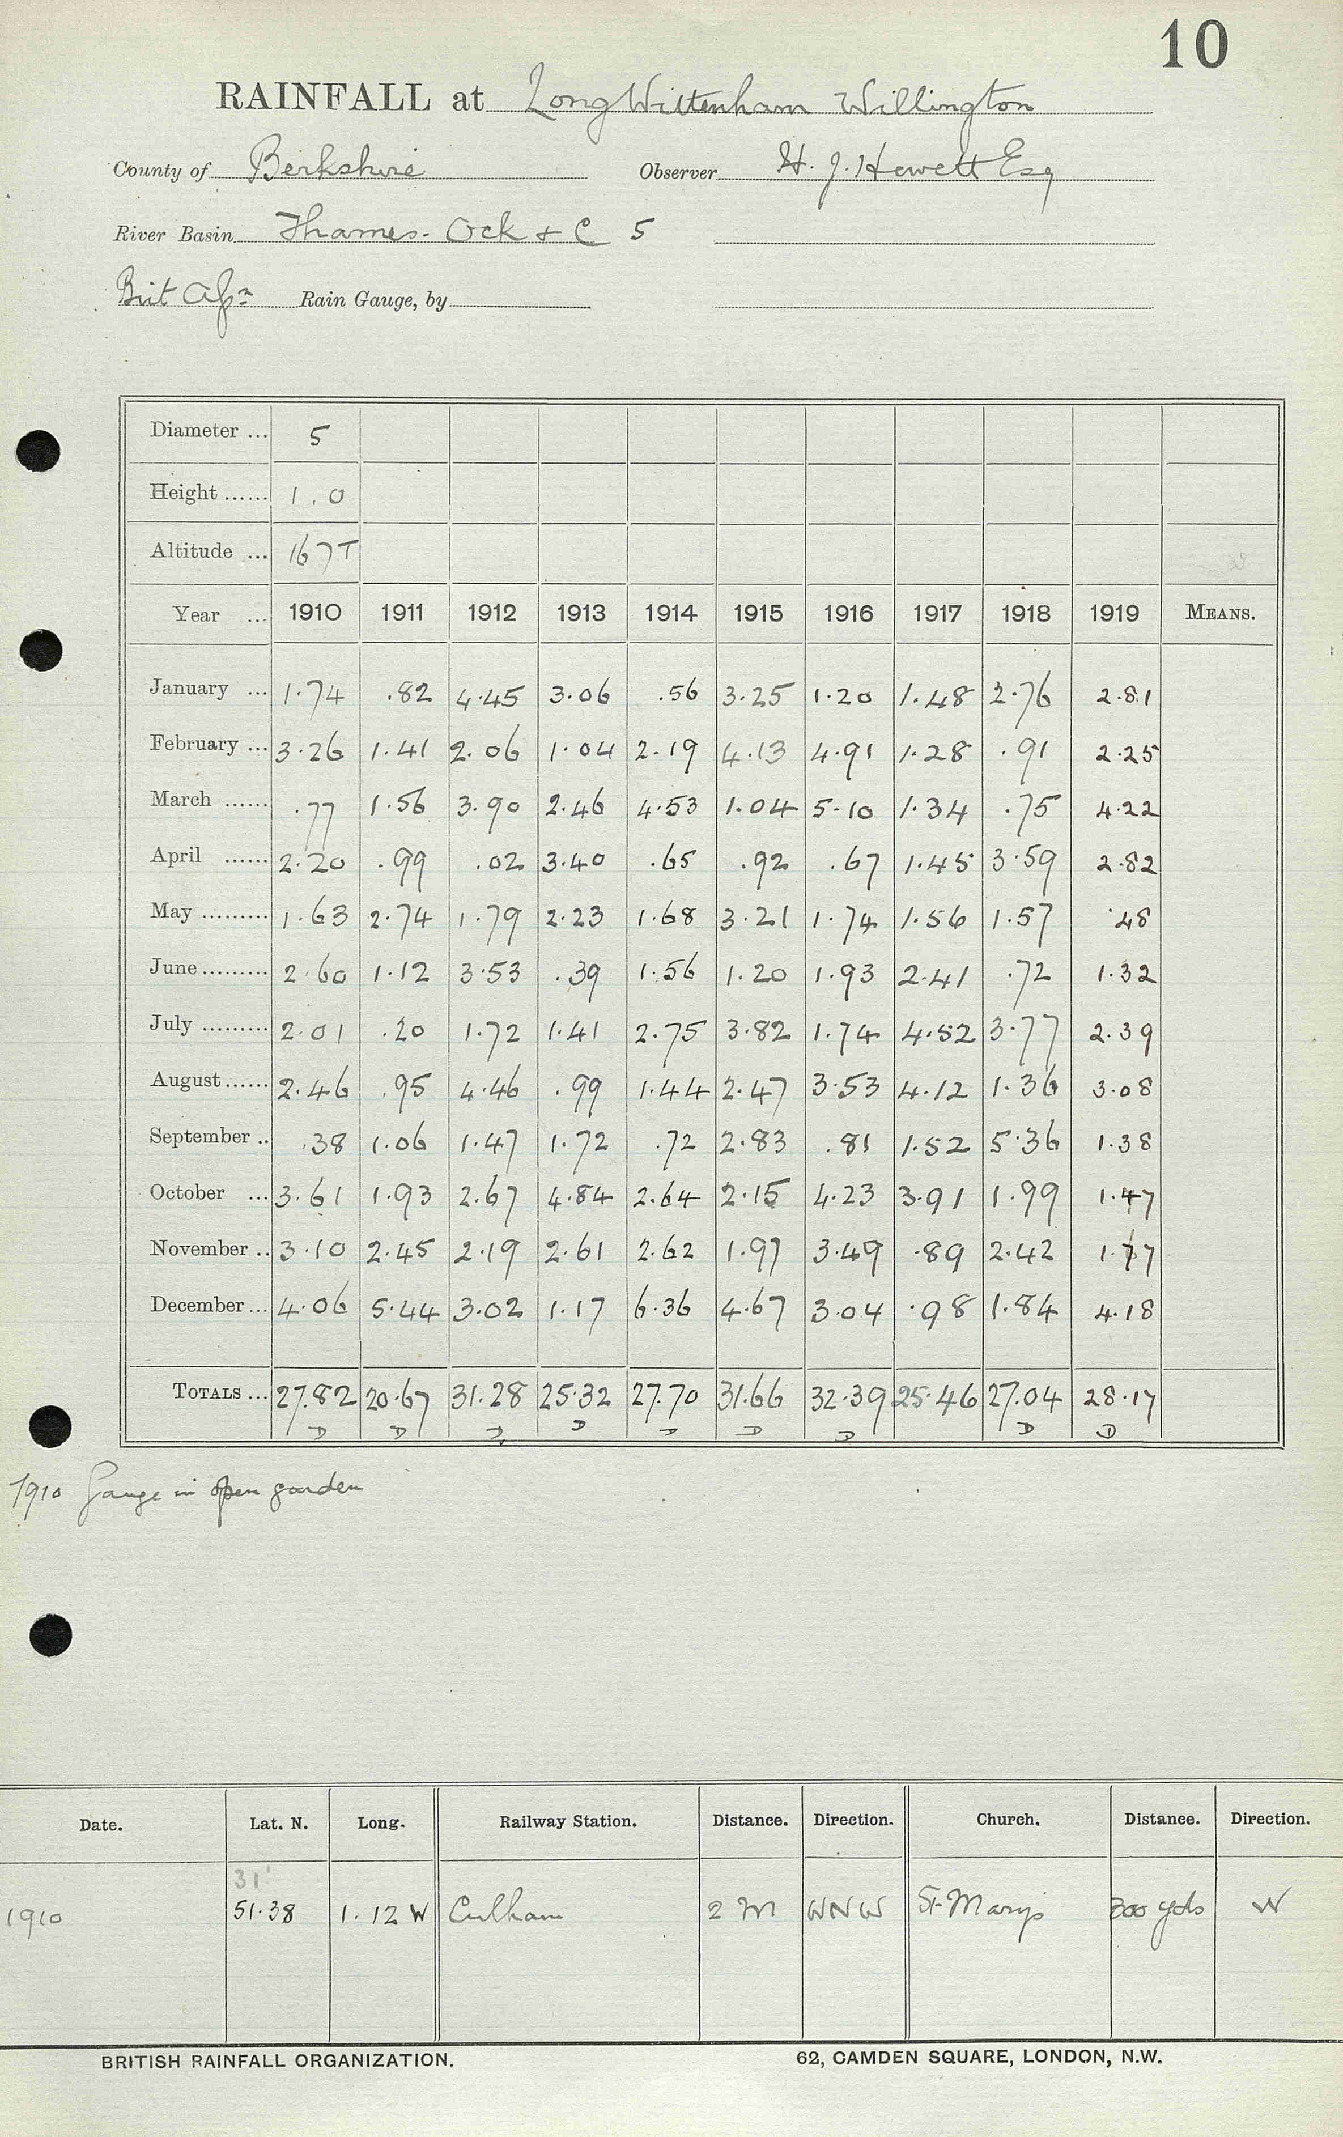 10
RAINFALL at Long Wittenham Willington
County of Berkshire Observer H. J. Hewett Esq
River Basin Thames - Ock & C 5
Brit Rain Gauge, by
Diameter ... 5
Height ...... 1.0
Altitude ... 167T
Year ... 1910 1911 1912 1913 1914 1915 1916 1917 1918 1919 MEANS.
January ... 1.74 .82 4.45 3.06 .56 3.25 1.20 1.48 2.76 2.81
February ... 3.26 1.41 2.06 1.04 2.19 4.13 4.91 1.28 .91 2.25
March ...... .77 1.56 3.90 2.46 4.53 1.04 5.10 1.34 .75 4.22
April ...... 2.20 .99 .02 3.40 .65 .92 .67 1.45 3.59 2.82
May ......... 1.63 2.74 1.79 2.23 1.68 3.21 1.74 1.56 1.57 .48
June ......... 2.60 1.12 3.53 .39 1.56 1.20 1.93 2.41 .72 1.32
July ......... 2.01 .20 1.72 1.41 2.75 3.82 1.74 4.52 3.77 2.39
August ...... 2.46 .95 4.46 .99 1.44 2.47 3.53 4.12 1.36 3.08
September .. .38 1.06 1.47 1.72 .72 2.83 .81 1.52 5.36 1.38
October ... 3.61 1.93 2.67 4.84 2.64 2.15 4.23 3.91 1.99 1.47
November .. 3.10 2.45 2.19 2.61 2.62 1.97 3.49 .89 2.42 1.77
December ... 4.06 5.44 3.02 1.17 6.36 4.67 3.04 .98 1.84 4.18
TOTALS ... 27.82 20.67 31.28 25.32 27.70 31.66 32.39 25.46 27.04 28.17
D D D D D D D D D
1910 Gauge in open garden
Date. Lat. N. Long. Railway Station. Distance. Direction. Church. Distance. Direction.
31'
1910 51.38 1.12 W Culham 2 M WNW St. Marys 300 yds W
BRITISH RAINFALL ORGANIZATION. 62, CAMDEN SQUARE, LONDON, N.W.